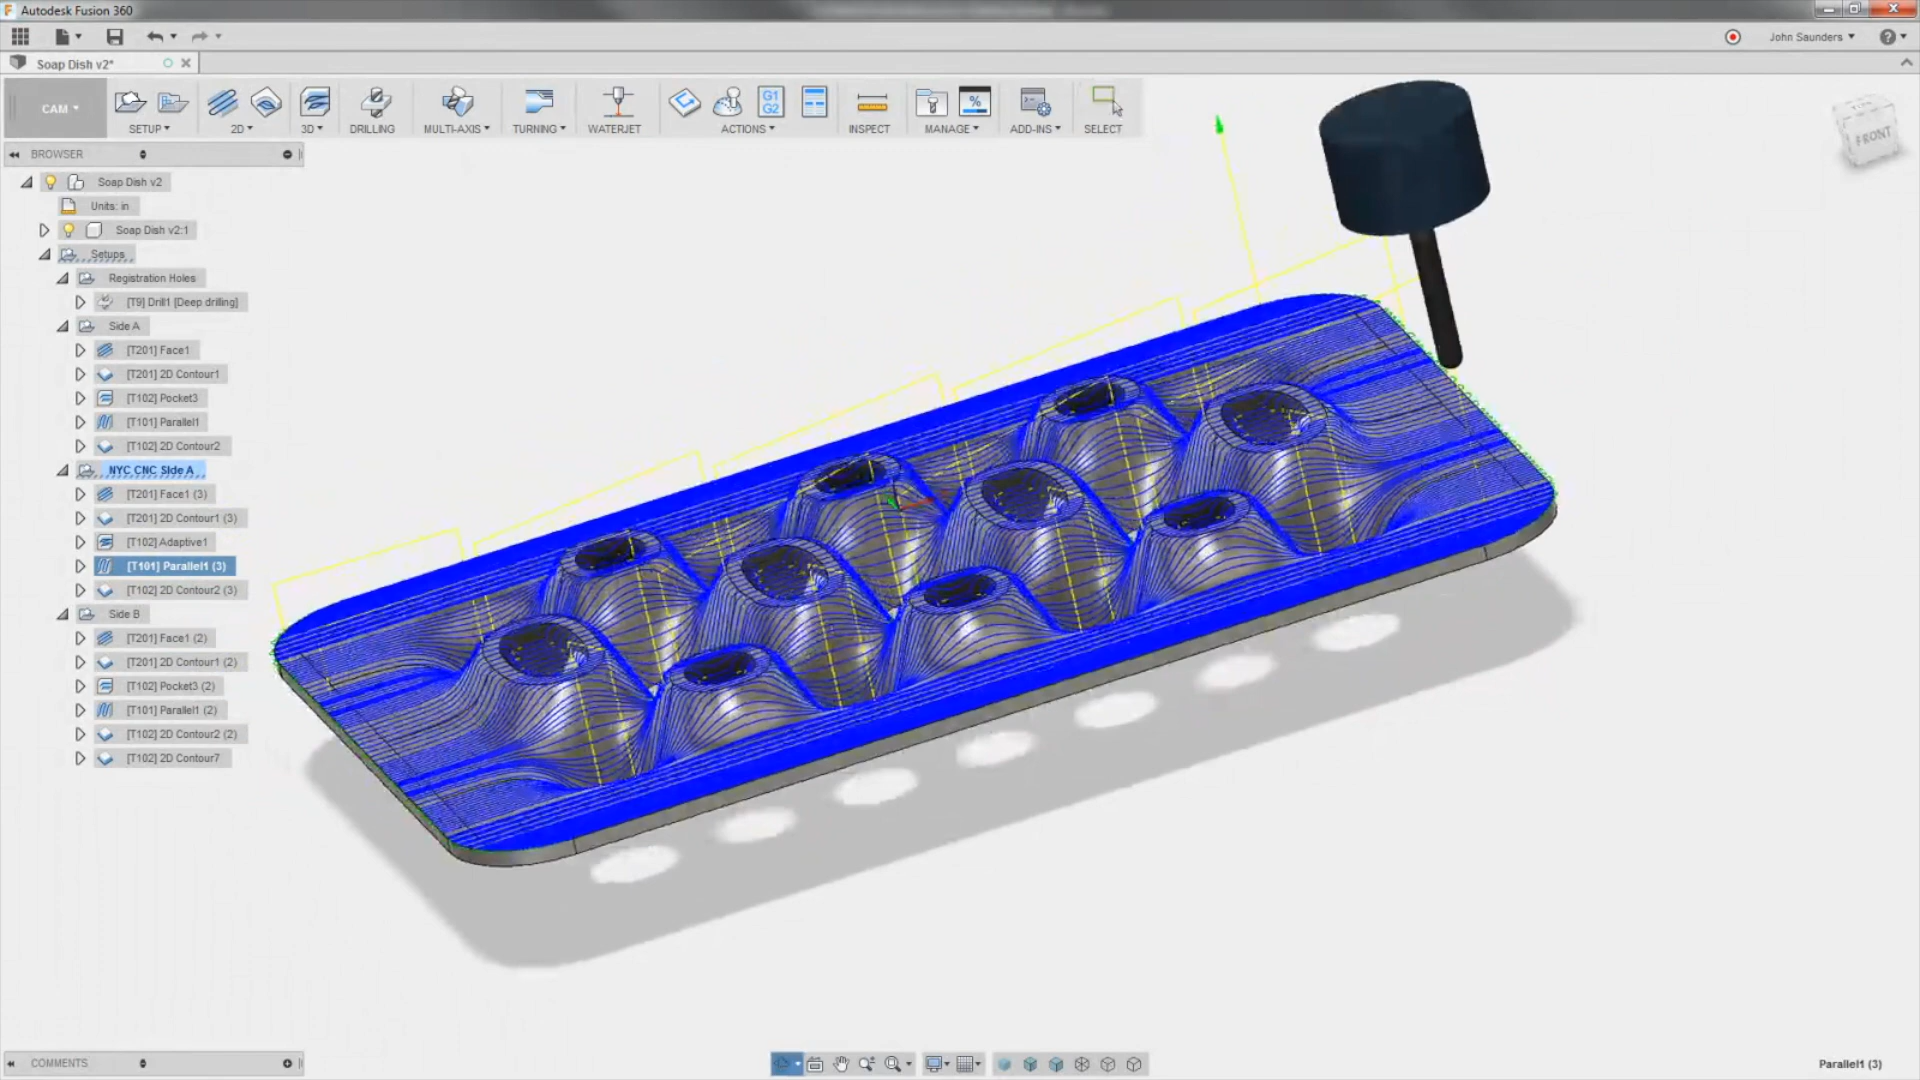 Autodesk Fusion 360
John Saunders
Soap Dish v2*
CAM
SETUP
2D
3D
DRILLING
MULTI-AXIS
TURNING
WATERJET
G1
G2
ACTIONS
INSPECT
MANAGE
ADD-INS
SELECT
FRONT
BROWSER
Soap Dish v2
Units: in
Soap Dish v2:1
Setups
Registration Holes
[T9] Drill1 [Deep drilling]
Side A
[T201] Face1
[T201] 2D Contour1
[T102] Pocket3
[T101] Parallel1
[T102] 2D Contour2
NYC CNC Side A
[T201] Face1 (3)
[T201] 2D Contour1 (3)
[T102] Adaptive1
[T101] Parallel1 (3)
[T102] 2D Contour2 (3)
Side B
[T201] Face1 (2)
[T201] 2D Contour1 (2)
[T102] Pocket3 (2)
[T101] Parallel1 (2)
[T102] 2D Contour2 (2)
[T102] 2D Contour7
COMMENTS
Parallel1 (3)